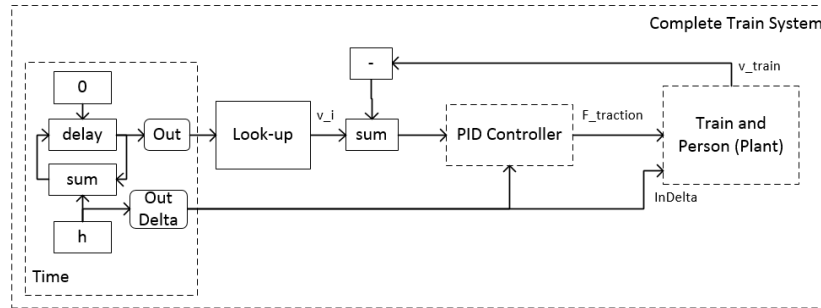 Complete Train System
-
v_train
0
delay
Out
Look-up
v_i
sum
PID Controller
F_traction
Train and
Person (Plant)
sum
Out
Delta
InDelta
h
Time